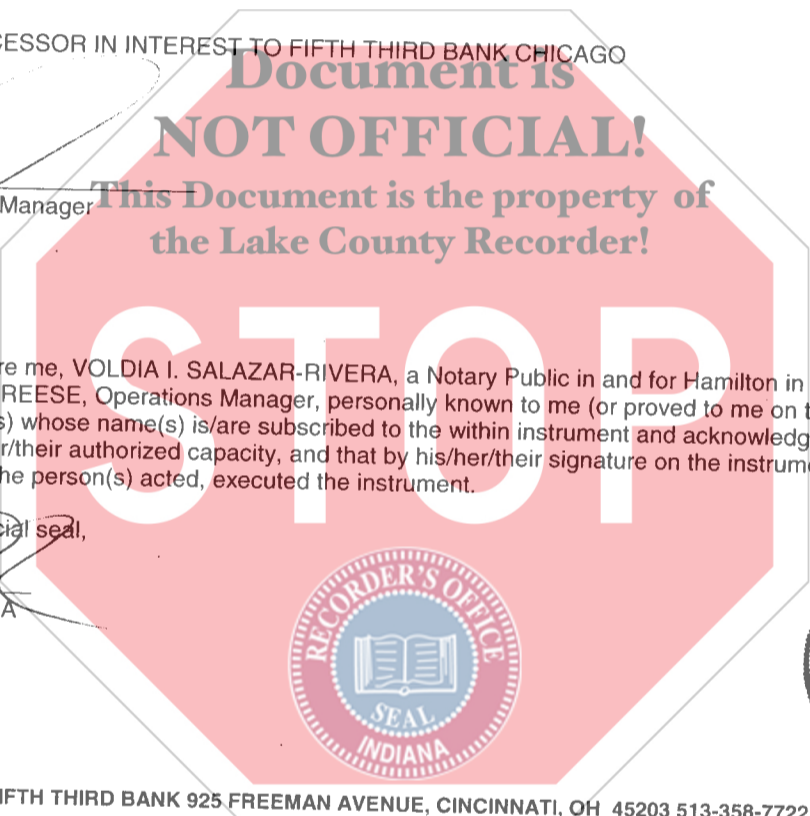 CESSOR IN INTEREST TO FIFTH THIRD BANK CHICAGO
Document is
NOT OFFICIAL!
Manager
This Document is the property of
the Lake County Recorder!
STOP
re me, VOLDIA I. SALAZAR-RIVERA, a Notary Public in and for Hamilton in
REESE, Operations Manager, personally known to me (or proved to me on t
s) whose name(s) is/are subscribed to the within instrument and acknowledg
r/their authorized capacity, and that by his/her/their signature on the instrume
he person(s) acted, executed the instrument.
cial seal,
A
RECORDER'S OFFICE
SEAL
INDIANA
IFTH THIRD BANK 925 FREEMAN AVENUE, CINCINNATI, OH 45203 513-358-7722